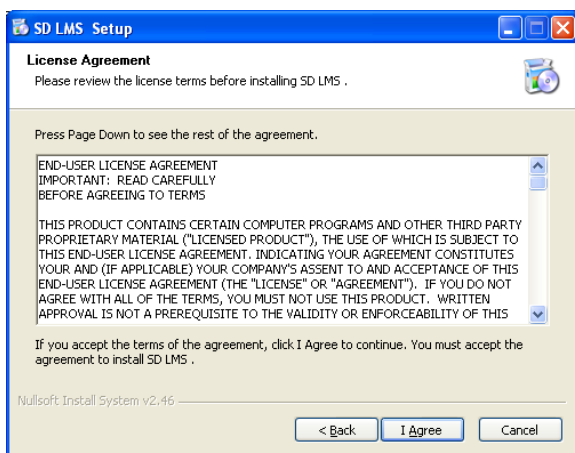 SD LMS Setup
License Agreement
Please review the license terms before installing SD LMS .
Press Page Down to see the rest of the agreement.
END-USER LICENSE AGREEMENT
IMPORTANT: READ CAREFULLY
BEFORE AGREEING TO TERMS
THIS PRODUCT CONTAINS CERTAIN COMPUTER PROGRAMS AND OTHER THIRD PARTY
PROPRIETARY MATERIAL ("LICENSED PRODUCT"), THE USE OF WHICH IS SUBJECT TO
THIS END-USER LICENSE AGREEMENT. INDICATING YOUR AGREEMENT CONSTITUTES
YOUR AND (IF APPLICABLE) YOUR COMPANY'S ASSENT TO AND ACCEPTANCE OF THIS
END-USER LICENSE AGREEMENT (THE "LICENSE" OR "AGREEMENT"). IF YOU DO NOT
AGREE WITH ALL OF THE TERMS, YOU MUST NOT USE THIS PRODUCT. WRITTEN
APPROVAL IS NOT A PREREQUISITE TO THE VALIDITY OR ENFORCEABILITY OF THIS
If you accept the terms of the agreement, click I Agree to continue. You must accept the
agreement to install SD LMS .
Nullsoft Install System v2.46
< Back I Agree Cancel